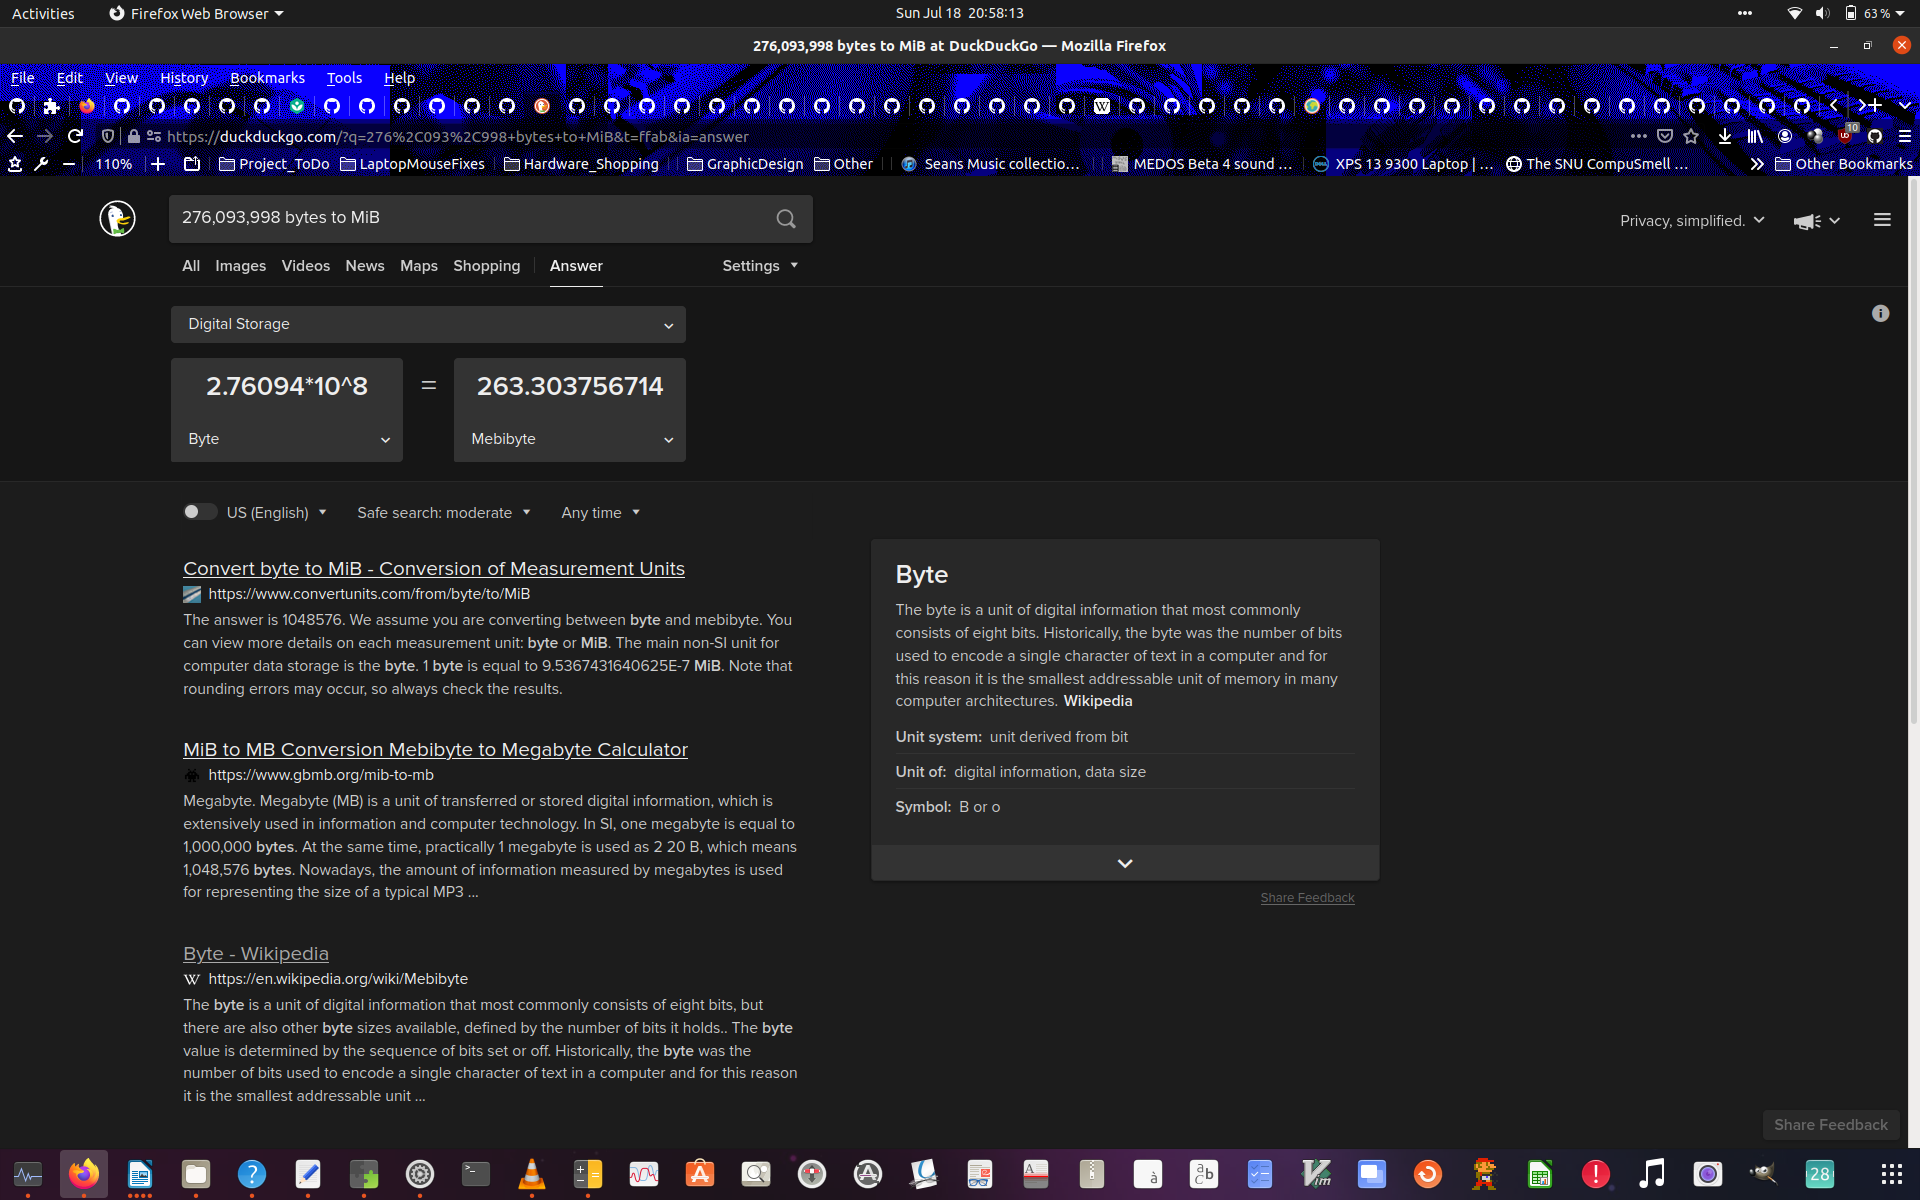 Activities Firefox Web Browser Sun Jul 18 20:58:13 63 %
276,093,998 bytes to MiB at DuckDuckGo — Mozilla Firefox
File Edit View History Bookmarks Tools Help
https://duckduckgo.com/?q=276%2C093%2C998+bytes+to+MiB&t=ffab&ia=answer 10
110% Project_ToDo LaptopMouseFixes Hardware_Shopping GraphicDesign Other Seans Music collectio… MEDOS Beta 4 sound … XPS 13 9300 Laptop | … The SNU CompuSmell … Other Bookmarks
276,093,998 bytes to MiB Privacy, simplified.
All Images Videos News Maps Shopping Answer Settings
Digital Storage
2.76094*10^8 = 263.303756714
Byte Mebibyte
US (English) Safe search: moderate Any time
Convert byte to MiB - Conversion of Measurement Units
https://www.convertunits.com/from/byte/to/MiB
The answer is 1048576. We assume you are converting between byte and mebibyte. You
can view more details on each measurement unit: byte or MiB. The main non-SI unit for
computer data storage is the byte. 1 byte is equal to 9.5367431640625E-7 MiB. Note that
rounding errors may occur, so always check the results.
MiB to MB Conversion Mebibyte to Megabyte Calculator
https://www.gbmb.org/mib-to-mb
Megabyte. Megabyte (MB) is a unit of transferred or stored digital information, which is
extensively used in information and computer technology. In SI, one megabyte is equal to
1,000,000 bytes. At the same time, practically 1 megabyte is used as 2 20 B, which means
1,048,576 bytes. Nowadays, the amount of information measured by megabytes is used
for representing the size of a typical MP3 ...
Byte - Wikipedia
W https://en.wikipedia.org/wiki/Mebibyte
The byte is a unit of digital information that most commonly consists of eight bits, but
there are also other byte sizes available, defined by the number of bits it holds.. The byte
value is determined by the sequence of bits set or off. Historically, the byte was the
number of bits used to encode a single character of text in a computer and for this reason
it is the smallest addressable unit ...
Byte
The byte is a unit of digital information that most commonly
consists of eight bits. Historically, the byte was the number of bits
used to encode a single character of text in a computer and for
this reason it is the smallest addressable unit of memory in many
computer architectures. Wikipedia
Unit system: unit derived from bit
Unit of: digital information, data size
Symbol: B or o
Share Feedback
Share Feedback
28